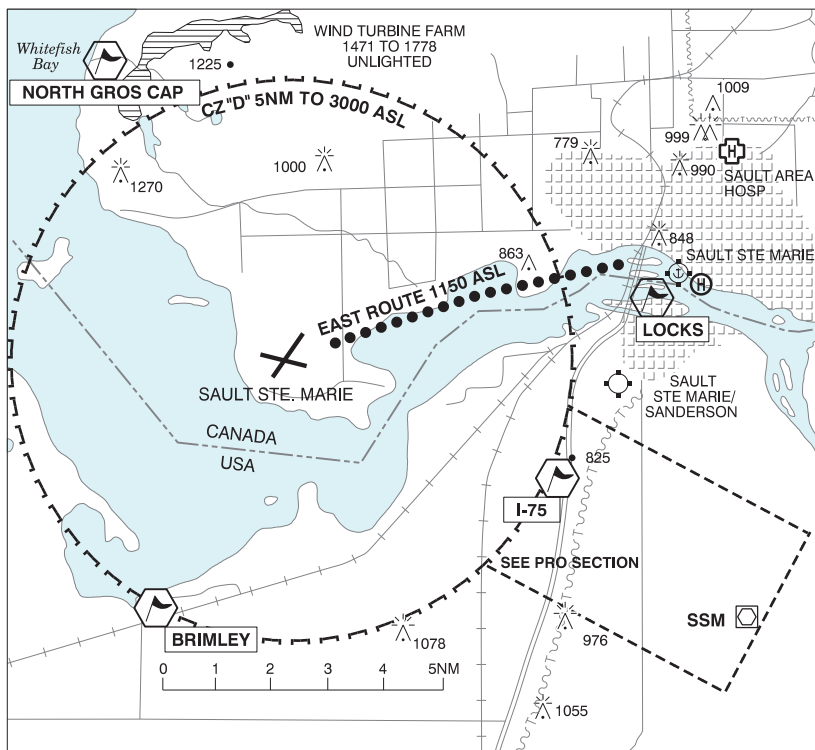 WIND TURBINE FARM
1471 TO 1778
UNLIGHTED
Whitefish
Bay
1225
NORTH GROS CAP
CZ "D" 5NM TO 3000 ASL
1009
999
779
990
SAULT AREA
HOSP
1270
1000
848
SAULT STE MARIE
863
H
H
EAST ROUTE 1150 ASL
LOCKS
SAULT STE. MARIE
SAULT
STE MARIE/
SANDERSON
CANADA
USA
825
I-75
SEE PRO SECTION
SSM
BRIMLEY
1078
976
0 1 2 3 4 5NM
1055